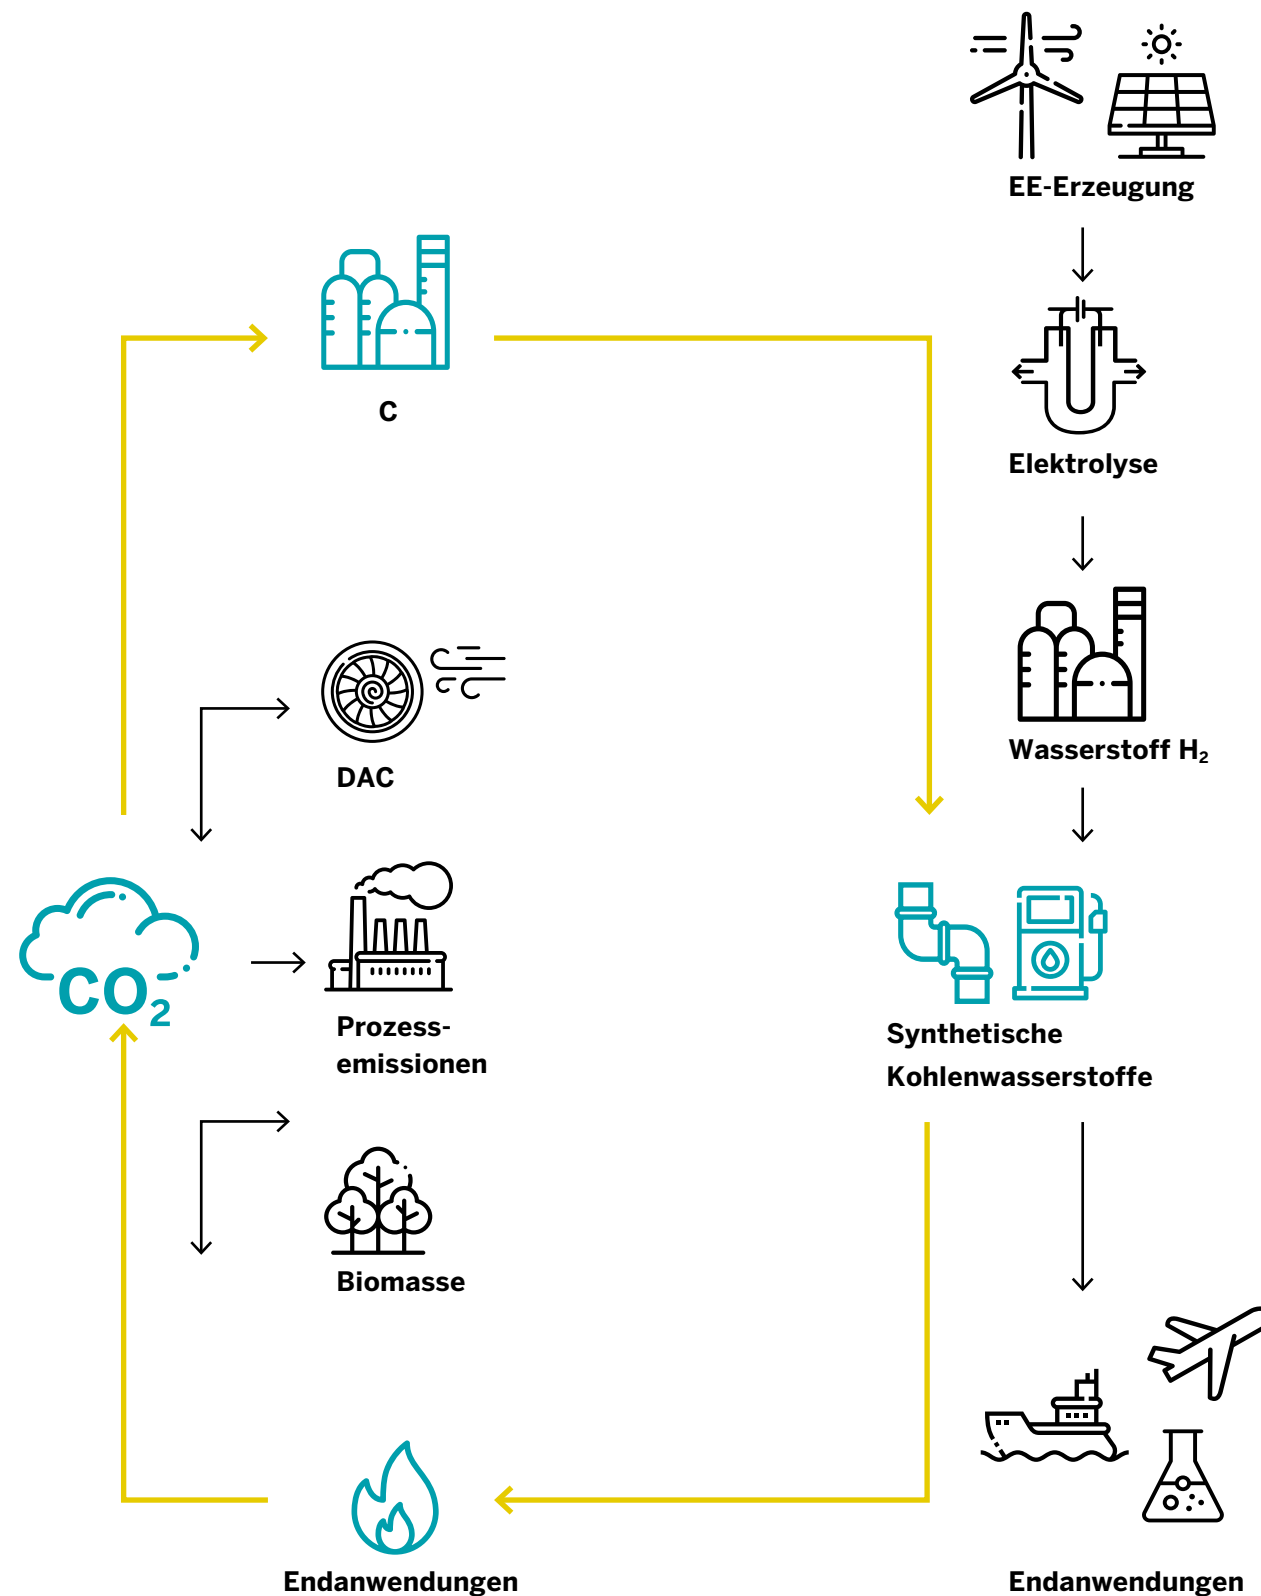 EE-Erzeugung
C
Elektrolyse
Wasserstoff H₂
DAC
CO₂
Prozess-
emissionen
Synthetische
Kohlenwasserstoffe
Biomasse
Endanwendungen
Endanwendungen